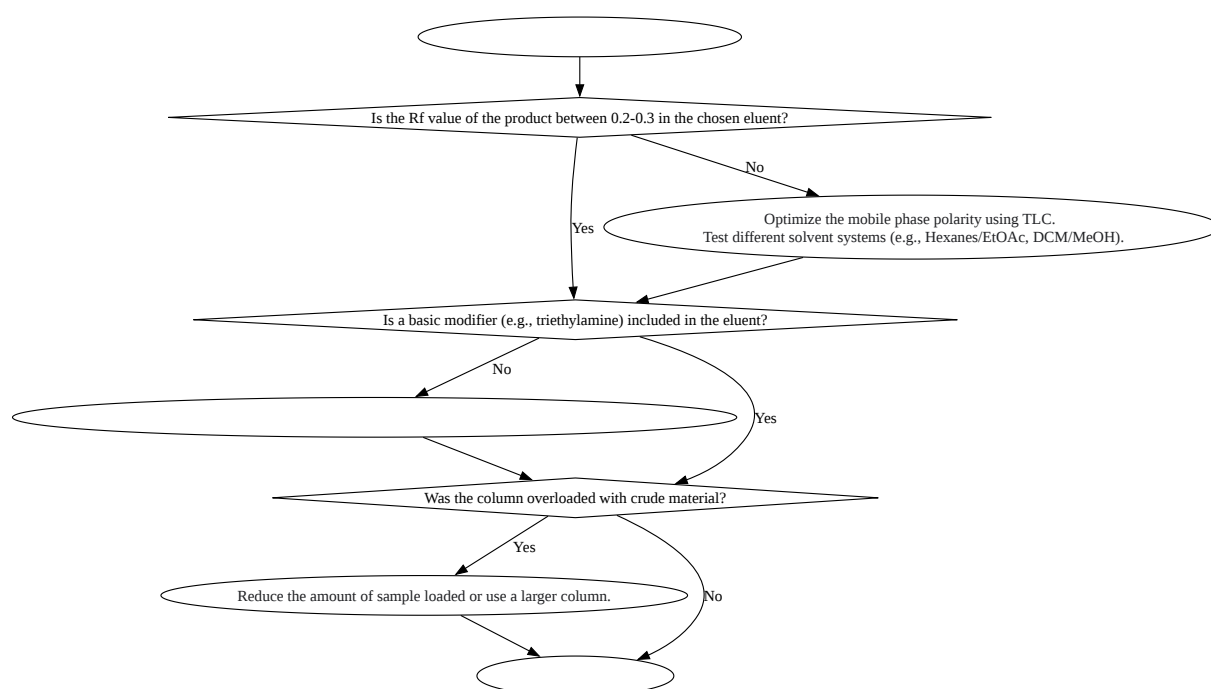 Is the Rf value of the product between 0.2-0.3 in the chosen eluent?
No
Yes
Optimize the mobile phase polarity using TLC.
Test different solvent systems (e.g., Hexanes/EtOAc, DCM/MeOH).
Is a basic modifier (e.g., triethylamine) included in the eluent?
No
Yes
Was the column overloaded with crude material?
Yes
Reduce the amount of sample loaded or use a larger column.
No